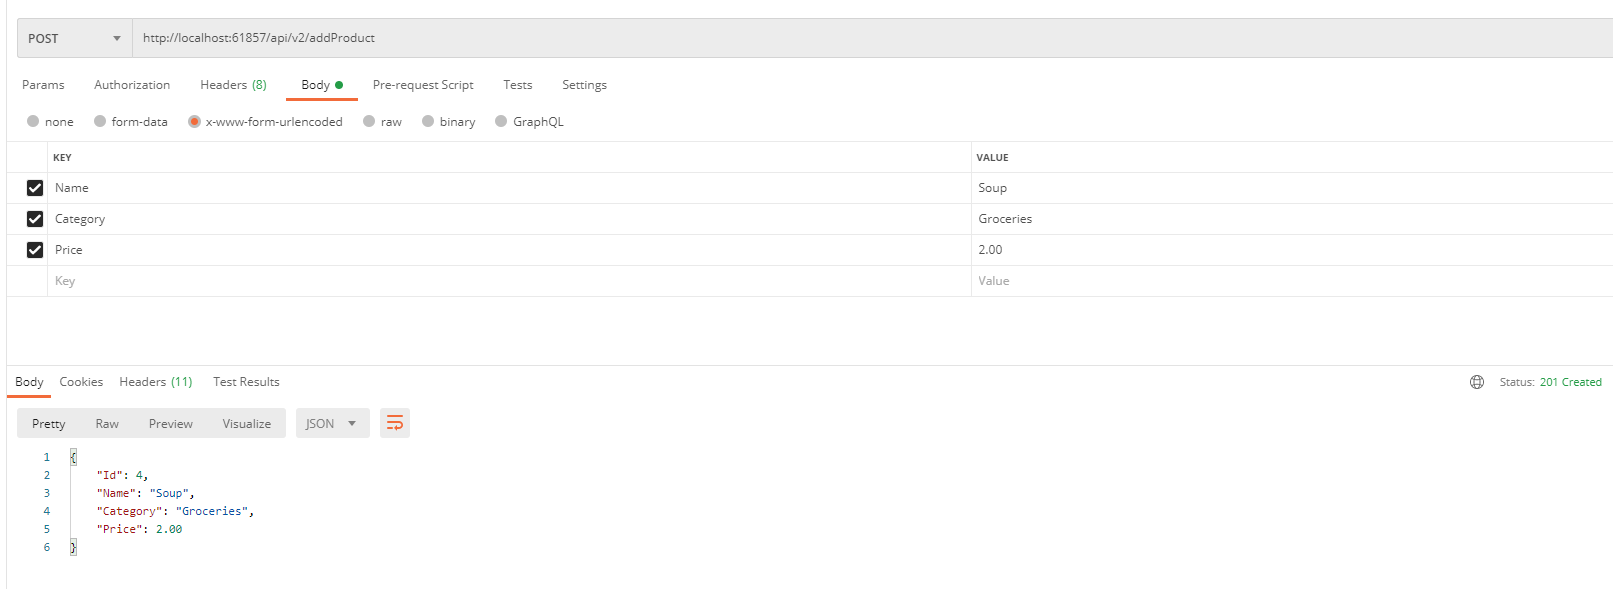 POST http://localhost:61857/api/v2/addProduct
Params Authorization Headers (8) Body Pre-request Script Tests Settings
none form-data x-www-form-urlencoded raw binary GraphQL
KEY VALUE
Name Soup
Category Groceries
Price 2.00
Key Value
Body Cookies Headers (11) Test Results Status: 201 Created
Pretty Raw Preview Visualize JSON
1 {
2 "Id": 4,
3 "Name": "Soup",
4 "Category": "Groceries",
5 "Price": 2.00
6 }